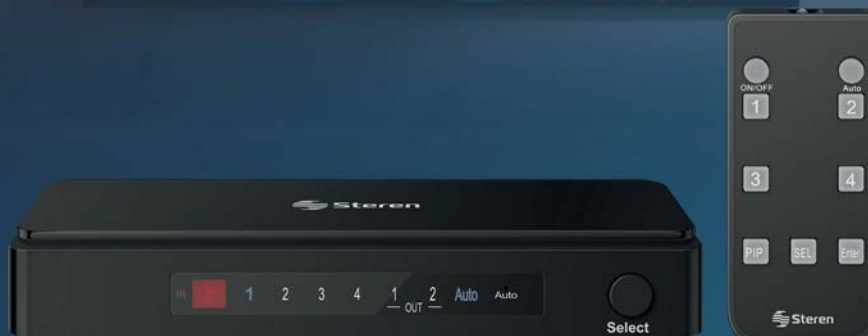 Steren
IR 1 2 3 4 1 OUT 2 Auto Auto
Select
ON/OFF Auto
1 2
3 4
PIP SEL Enter
Steren